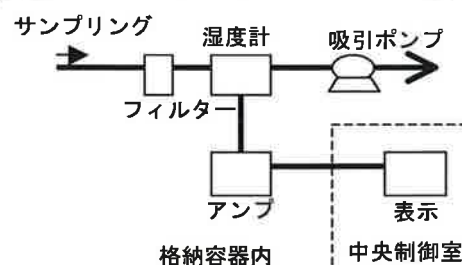 サンプリング
湿度計
吸引ポンプ
フィルター
アンプ
表示
格納容器内
中央制御室